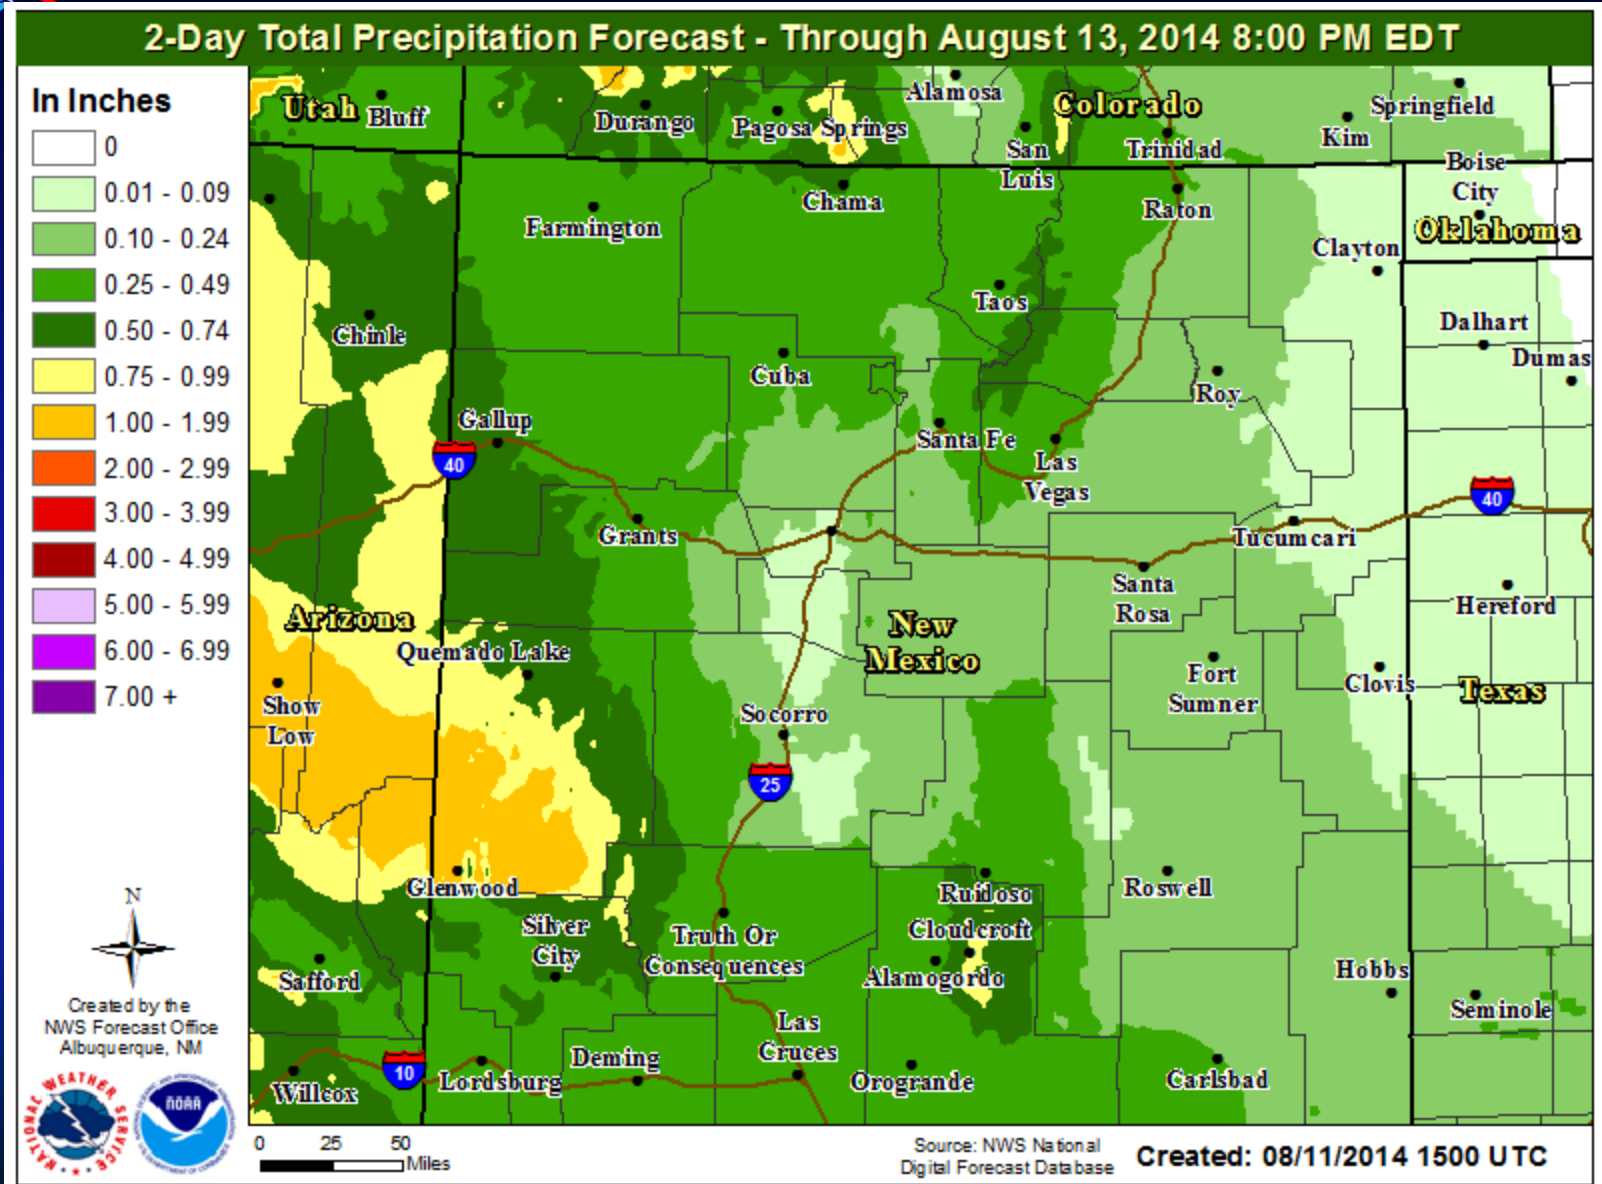 2-Day Total Precipitation Forecast - Through August 13, 2014 8:00 PM EDT
In Inches
0
0.01 - 0.09
0.10 - 0.24
0.25 - 0.49
0.50 - 0.74
0.75 - 0.99
1.00 - 1.99
2.00 - 2.99
3.00 - 3.99
4.00 - 4.99
5.00 - 5.99
6.00 - 6.99
7.00 +
Utah
Bluff
Durango
Pagosa Springs
Alamosa
San
Luis
Colorado
Trinidad
Kim
Springfield
Boise
City
Oklahoma
Chama
Farmington
Raton
Clayton
Taos
Chinle
Dalhart
Dumas
Cuba
Roy
Gallup
Santa Fe
Las
Vegas
40
40
Grants
Tucumcari
Santa
Rosa
Hereford
Arizona
New
Mexico
Quemado Lake
Fort
Sumner
Clovis
Texas
Show
Low
Socorro
25
Glenwood
Ruidoso
Roswell
Silver
City
Truth Or
Consequences
Cloudcroft
Alamogordo
Safford
Hobbs
Seminole
Las
Cruces
Deming
10
Willcox
Lordsburg
Orogrande
Carlsbad
N
Created by the
NWS Forecast Office
Albuquerque, NM
NATIONAL WEATHER SERVICE
NOAA
0 25 50
Miles
Source: NWS National
Digital Forecast Database
Created: 08/11/2014 1500 UTC